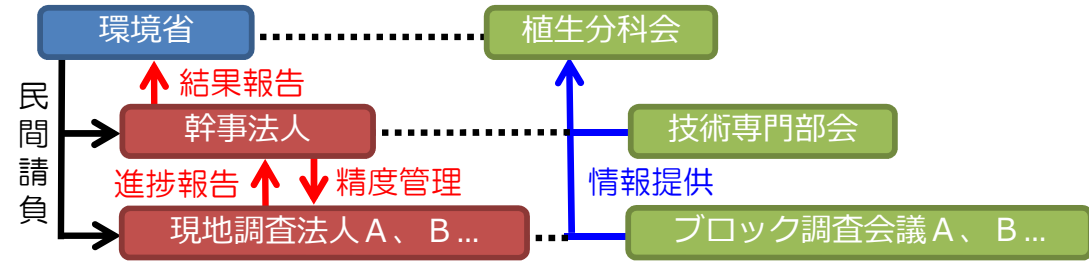 環境省
植生分科会
民間請負
結果報告
幹事法人
技術専門部会
進捗報告
精度管理
情報提供
現地調査法人A、B…
ブロック調査会議A、B…